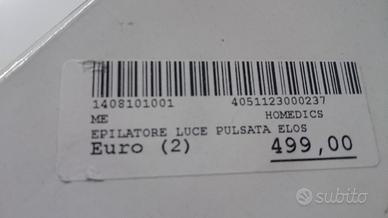 1408101001 4051123000237
ME HOMEDICS
EPILATORE LUCE PULSATA ELOS
Euro (2) 499,00
subito